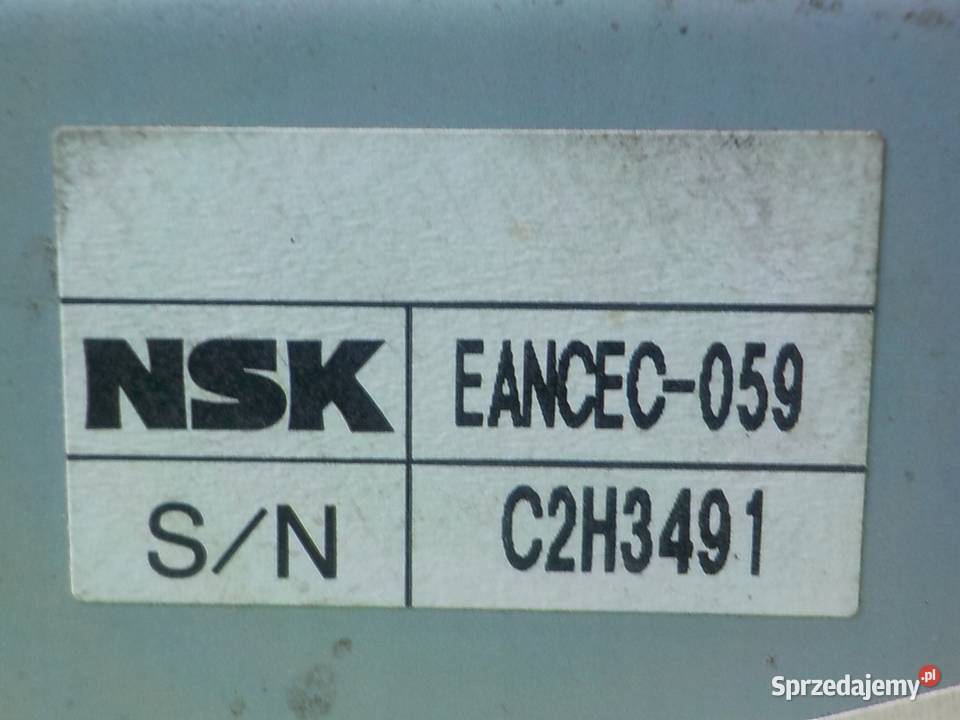 NSK EANCEC-059
S/N C2H3491
Sprzedajemy.pl